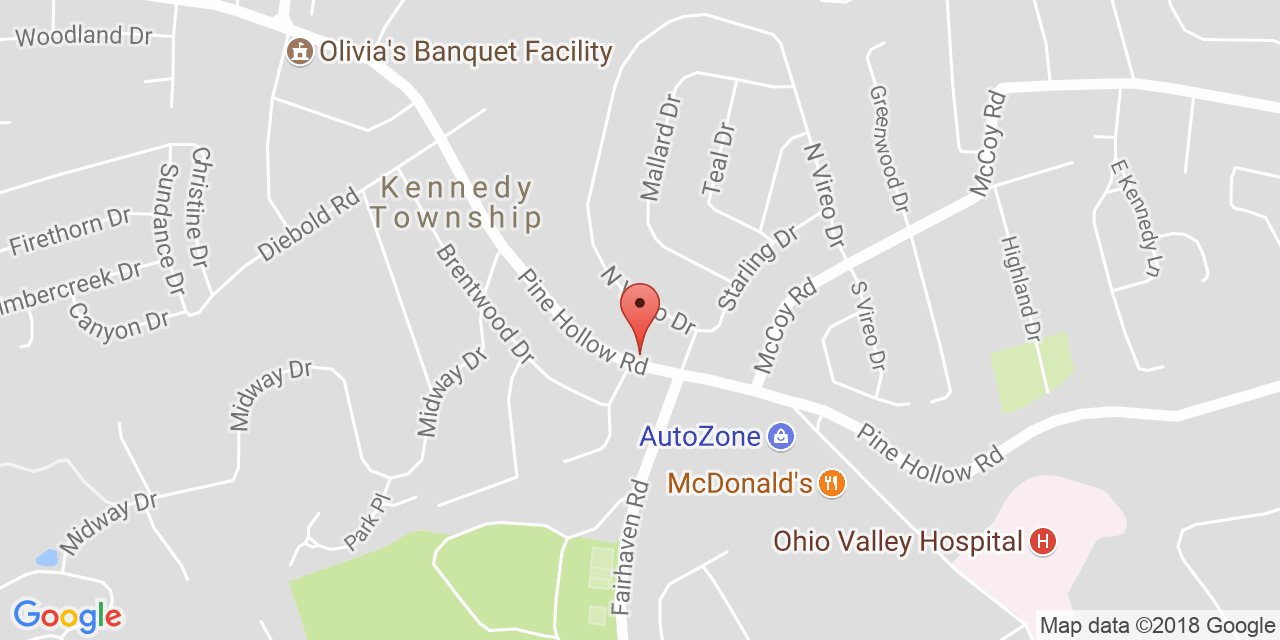 Woodland Dr
Olivia's Banquet Facility
Mallard Dr
Teal Dr
Greenwood Dr
McCoy Rd
N Vireo Dr
Christine Dr
Sundance Dr
Kennedy
Township
E Kennedy Ln
Firethorn Dr
Diebold Rd
Starling Dr
Highland Dr
imbercreek Dr
Brentwood Dr
Pine Hollow Rd
N Vireo Dr
McCoy Rd
S Vireo Dr
Canyon Dr
Midway Dr
Midway Dr
AutoZone
Pine Hollow Rd
McDonald's
Fairhaven Rd
Midway Dr
Park Pl
Ohio Valley Hospital
H
Google
Map data ©2018 Google